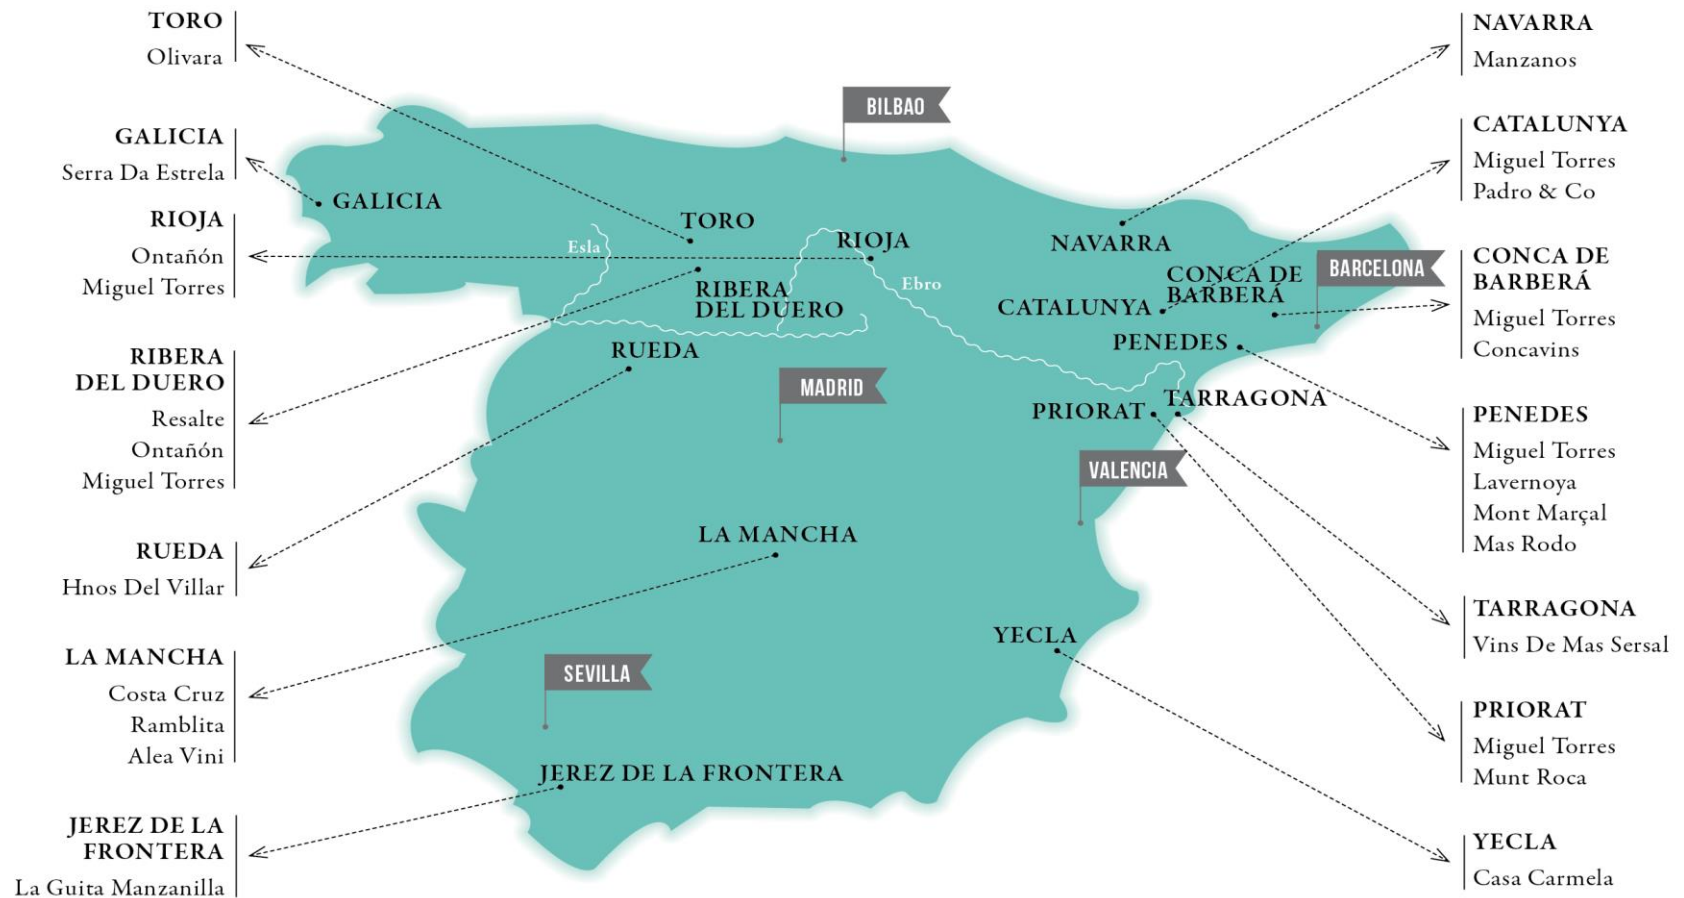 TORO
Olivara
GALICIA
Serra Da Estrela
RIOJA
Ontañón
Miguel Torres
RIBERA
DEL DUERO
Resalte
Ontañón
Miguel Torres
RUEDA
Hnos Del Villar
LA MANCHA
Costa Cruz
Ramblita
Alea Vini
JEREZ DE LA
FRONTERA
La Guita Manzanilla
BILBAO
GALICIA
TORO
Esla
RIOJA
NAVARRA
RIBERA
DEL DUERO
Ebro
CONCA DE
BARBERÁ
BARCELONA
CATALUNYA
PENEDES
RUEDA
MADRID
PRIORAT
TARRAGONA
VALENCIA
LA MANCHA
YECLA
SEVILLA
JEREZ DE LA FRONTERA
NAVARRA
Manzanos
CATALUNYA
Miguel Torres
Padro & Co
CONCA DE
BARBERÁ
Miguel Torres
Concavins
PENEDES
Miguel Torres
Lavernoya
Mont Marçal
Mas Rodo
TARRAGONA
Vins De Mas Sersal
PRIORAT
Miguel Torres
Munt Roca
YECLA
Casa Carmela